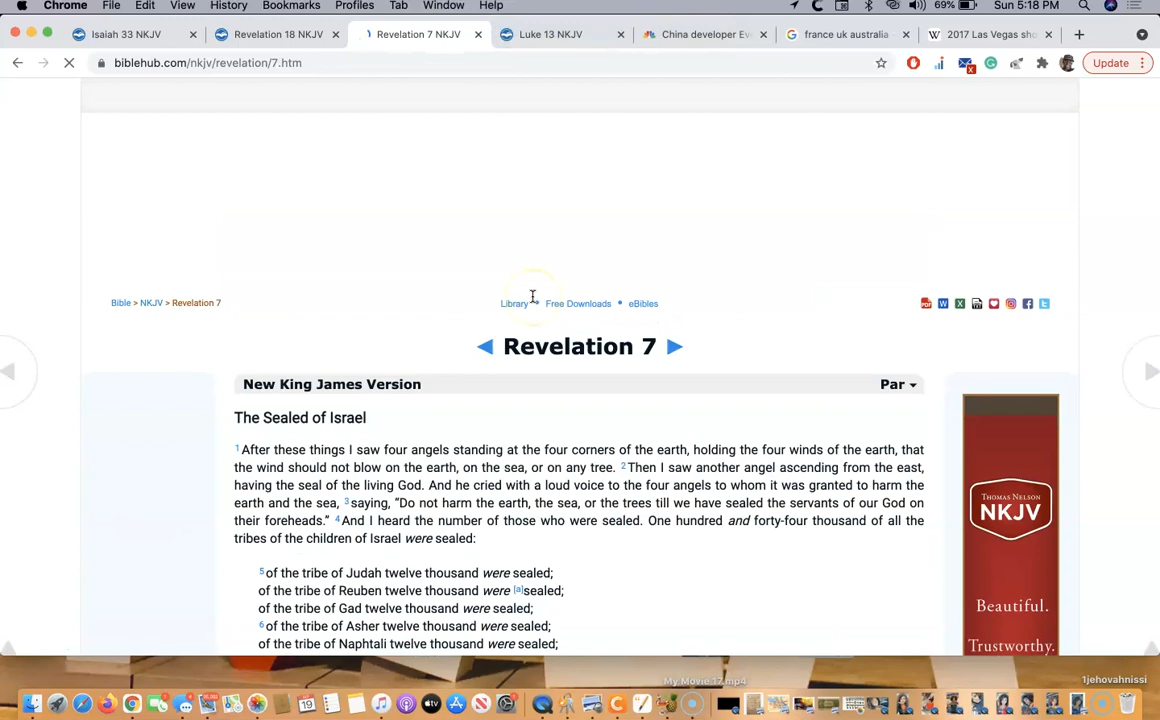 Chrome File Edit View History Bookmarks Profiles Tab Window Help 69% Sun 5:18 PM
Isaiah 33 NKJV Revelation 18 NKJV Revelation 7 NKJV Luke 13 NKJV China developer Ev france uk australia - W 2017 Las Vegas sho
biblehub.com/nkjv/revelation/7.htm Update
Bible > NKJV > Revelation 7 Library • Free Downloads • eBibles
Revelation 7
New King James Version Par
The Sealed of Israel
1After these things I saw four angels standing at the four corners of the earth, holding the four winds of the earth, that
the wind should not blow on the earth, on the sea, or on any tree. 2Then I saw another angel ascending from the east,
having the seal of the living God. And he cried with a loud voice to the four angels to whom it was granted to harm the
earth and the sea, 3saying, “Do not harm the earth, the sea, or the trees till we have sealed the servants of our God on
their foreheads.” 4And I heard the number of those who were sealed. One hundred and forty-four thousand of all the
tribes of the children of Israel were sealed:
5of the tribe of Judah twelve thousand were sealed;
of the tribe of Reuben twelve thousand were [a]sealed;
of the tribe of Gad twelve thousand were sealed;
6of the tribe of Asher twelve thousand were sealed;
of the tribe of Naphtali twelve thousand were sealed;
THOMAS NELSON
NKJV
Beautiful.
Trustworthy.
My Movie 17.mp4
1jehovahnissi